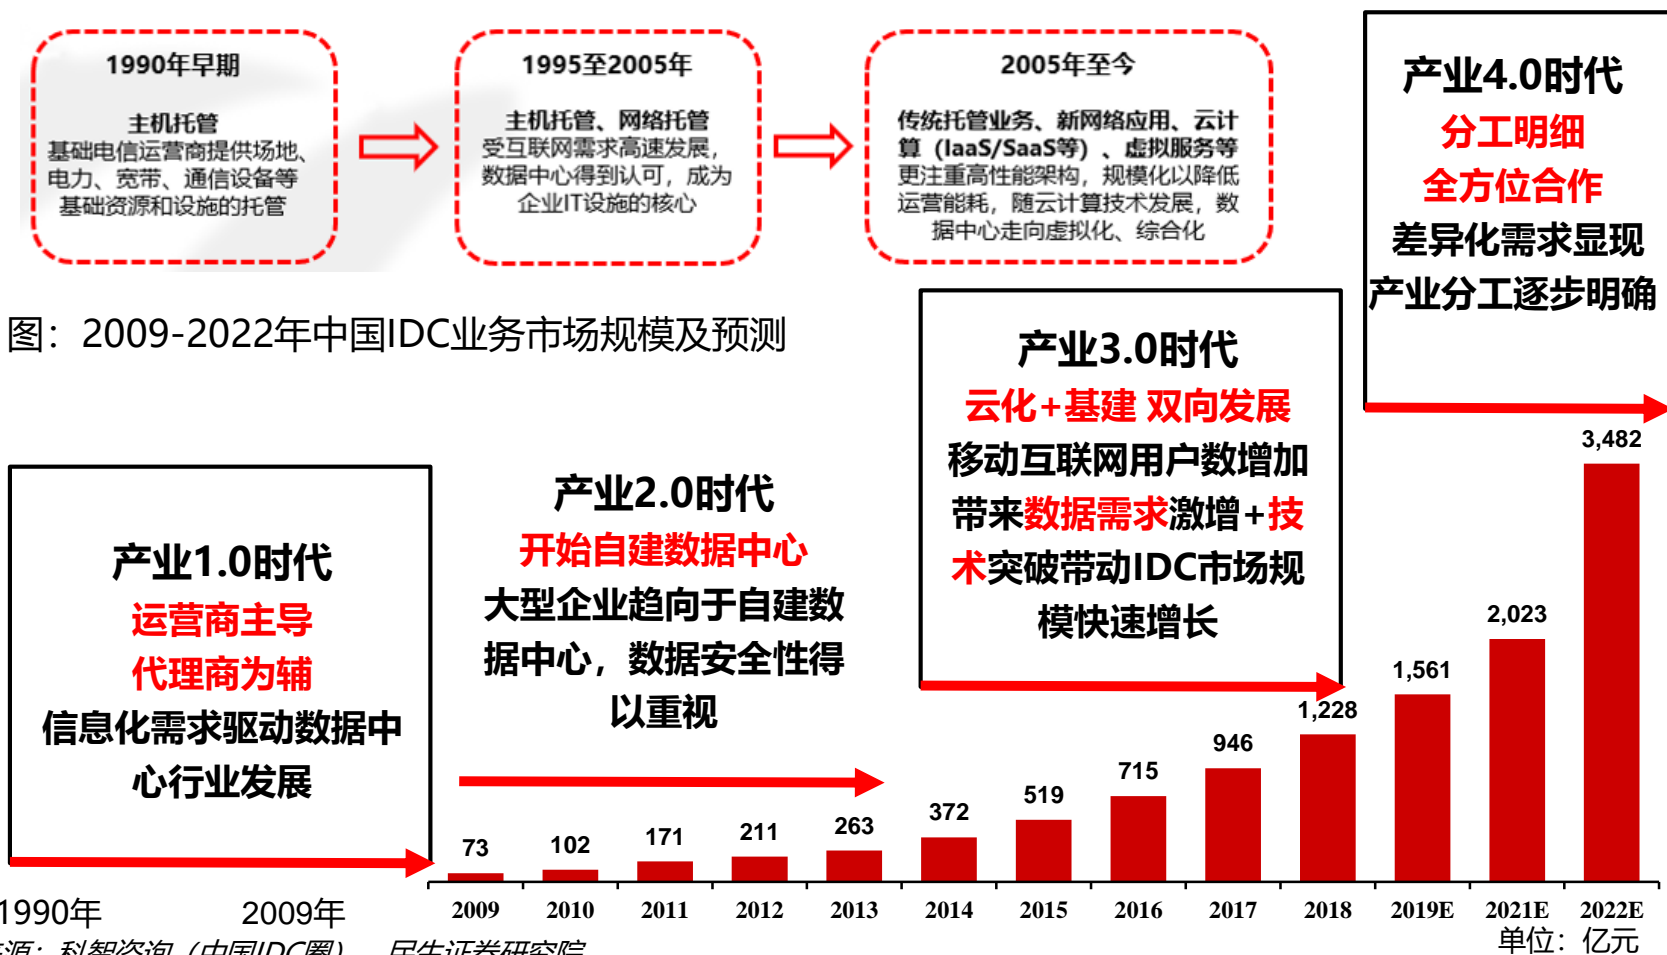 1990年早期
主机托管
基础电信运营商提供场地、
电力、宽带、通信设备等
基础资源和设施的托管
1995至2005年
主机托管、网络托管
受互联网需求高速发展，
数据中心得到认可，成为
企业IT设施的核心
2005年至今
传统托管业务、新网络应用、云计
算（IaaS/SaaS等）、虚拟服务等
更注重高性能架构，规模化以降低
运营能耗，随云计算技术发展，数
据中心走向虚拟化、综合化
产业4.0时代
分工明细
全方位合作
差异化需求显现
产业分工逐步明确
图：2009-2022年中国IDC业务市场规模及预测
产业3.0时代
云化+基建 双向发展
移动互联网用户数增加
带来数据需求激增+技
术突破带动IDC市场规
模快速增长
产业2.0时代
开始自建数据中心
大型企业趋向于自建数
据中心，数据安全性得
以重视
产业1.0时代
运营商主导
代理商为辅
信息化需求驱动数据中
心行业发展
73
102
171
211
263
372
519
715
946
1,228
1,561
2,023
3,482
1990年
2009年
2009
2010
2011
2012
2013
2014
2015
2016
2017
2018
2019E
2021E
2022E
单位：亿元
来源：科智咨询（中国IDC圈），民生证券研究院